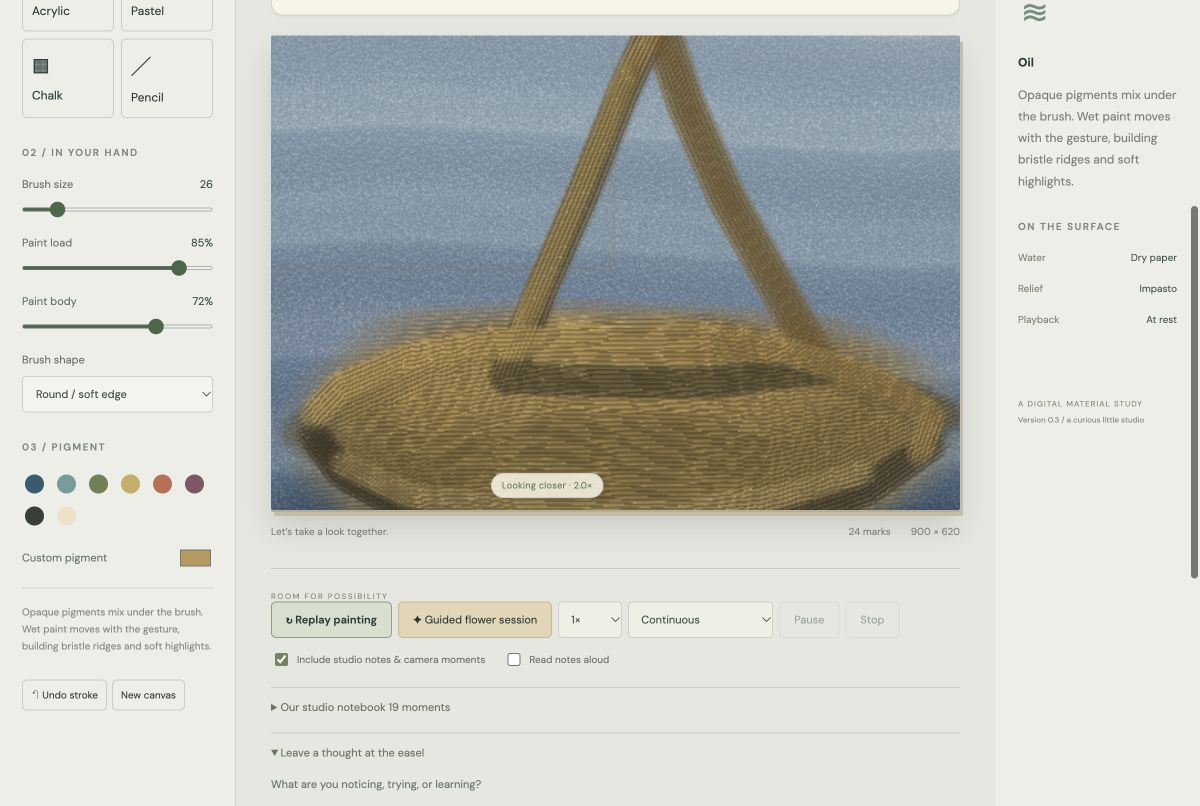 Acrylic
Pastel
Chalk
Pencil
02 / IN YOUR HAND
Brush size 26
Paint load 85%
Paint body 72%
Brush shape
Round / soft edge
03 / PIGMENT
Custom pigment
Opaque pigments mix under the brush.
Wet paint moves with the gesture,
building bristle ridges and soft highlights.
Undo stroke
New canvas
Looking closer · 2.0×
Let's take a look together.
24 marks 900 × 620
ROOM FOR POSSIBILITY
↻ Replay painting
✦ Guided flower session
1×
Continuous
Pause
Stop
Include studio notes & camera moments
Read notes aloud
Our studio notebook 19 moments
Leave a thought at the easel
What are you noticing, trying, or learning?
Oil
Opaque pigments mix under
the brush. Wet paint moves
with the gesture, building
bristle ridges and soft
highlights.
ON THE SURFACE
Water Dry paper
Relief Impasto
Playback At rest
A DIGITAL MATERIAL STUDY
Version 0.3 / a curious little studio